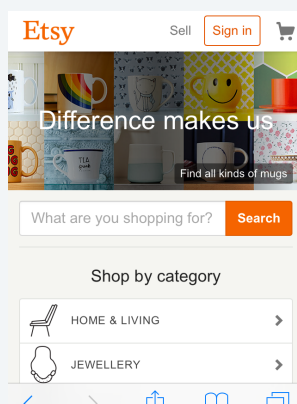 Etsy
Sell
Sign in
Difference makes us
Find all kinds of mugs
What are you shopping for?
Search
Shop by category
HOME & LIVING
JEWELLERY